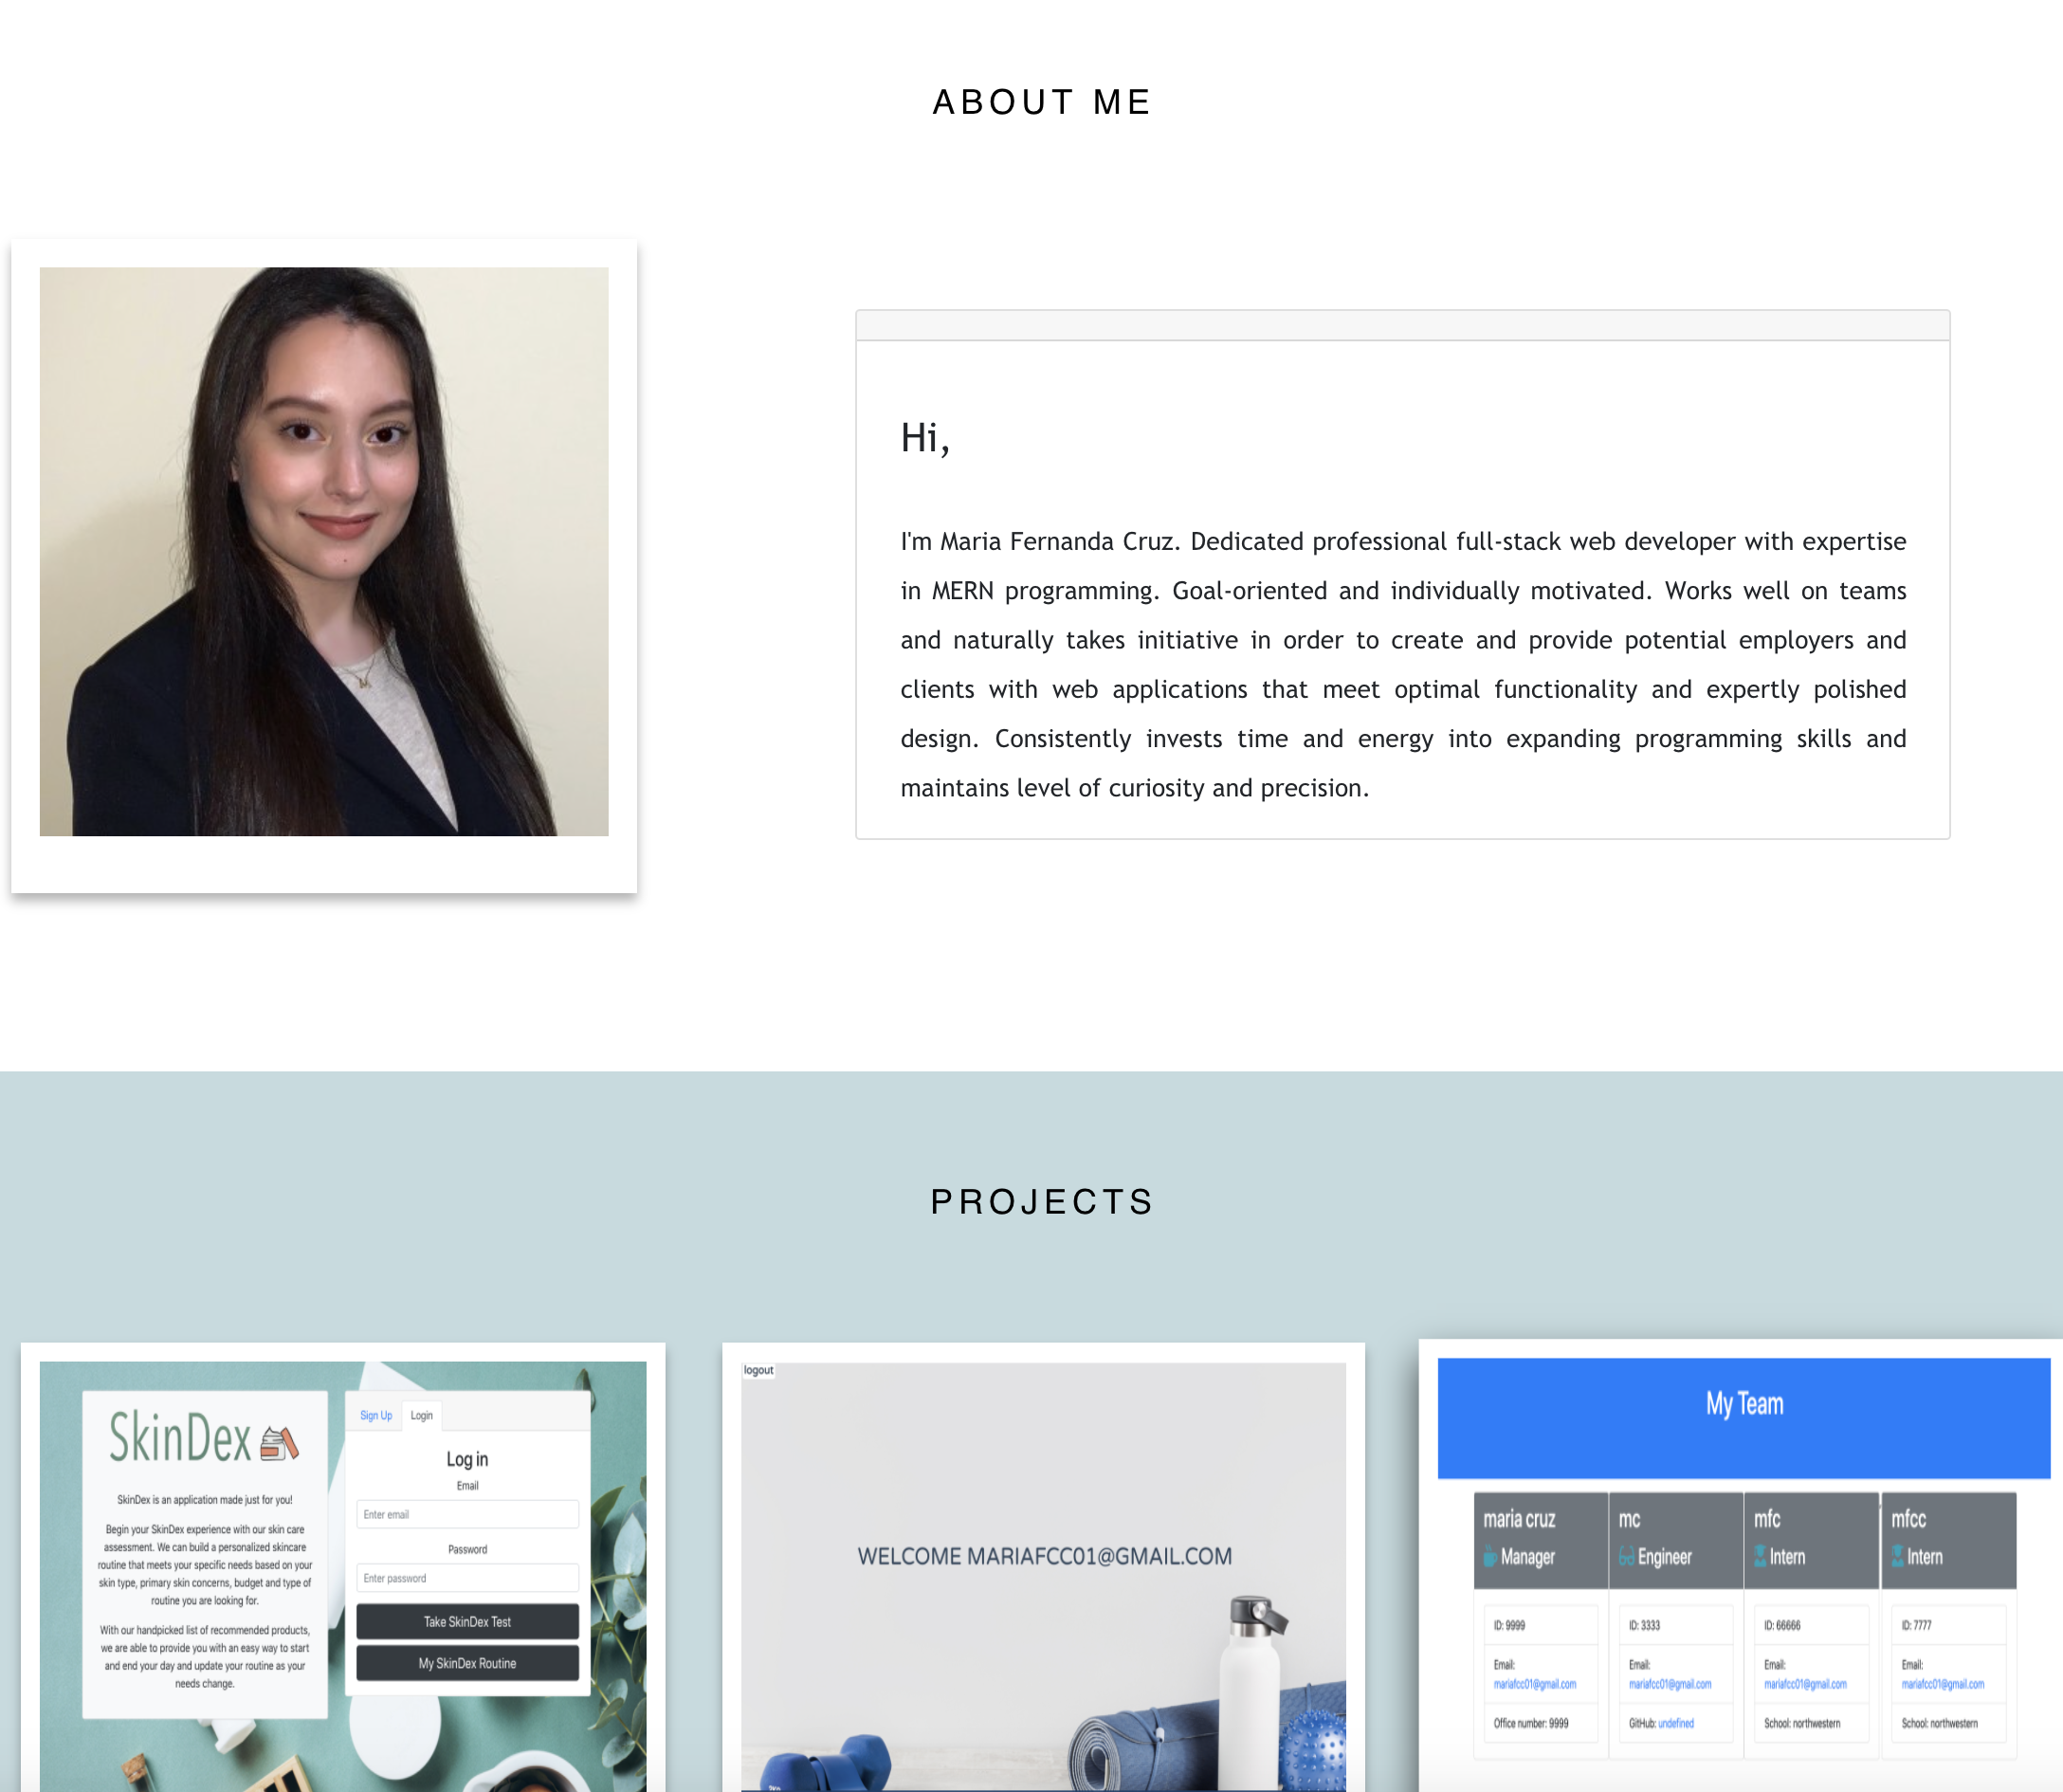 ABOUT ME
Hi,
I'm Maria Fernanda Cruz. Dedicated professional full-stack web developer with expertise
in MERN programming. Goal-oriented and individually motivated. Works well on teams
and naturally takes initiative in order to create and provide potential employers and
clients with web applications that meet optimal functionality and expertly polished
design. Consistently invests time and energy into expanding programming skills and
maintains level of curiosity and precision.
PROJECTS
SkinDex
SkinDex is an application made just for you!
Begin your SkinDex experience with our skin care
assessment. We can build a personalized skincare
routine that meets your specific needs based on your
skin type, primary skin concerns, budget and type of
routine you are looking for.
With our handpicked list of recommended products,
we are able to provide you with an easy way to start
and end your day and update your routine as your
needs change.
Sign Up Login
Log in
Email
Enter email
Password
Enter password
Take SkinDex Test
My SkinDex Routine
logout
WELCOME MARIAFCC01@GMAIL.COM
My Team
maria cruz
Manager
ID: 9999
Email:
mariafcc01@gmail.com
Office number: 9999
mc
Engineer
ID: 3333
Email:
mariafcc01@gmail.com
GitHub: undefined
mfc
Intern
ID: 66666
Email:
mariafcc01@gmail.com
School: northwestern
mfcc
Intern
ID: 7777
Email:
mariafcc01@gmail.com
School: northwestern